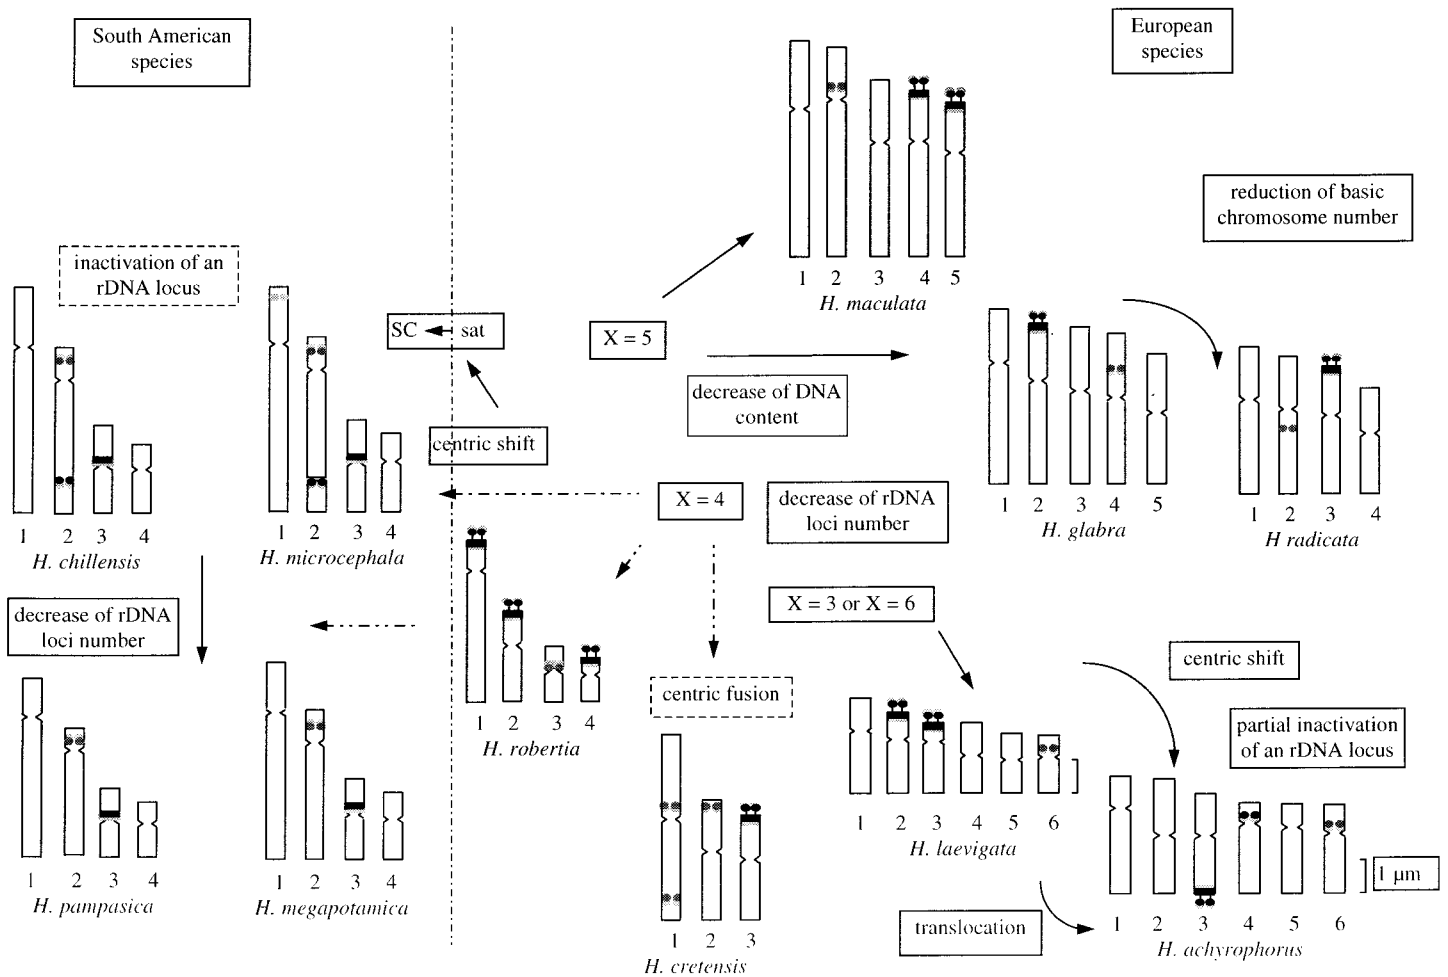 South American
species
European
species
1 2 3 4 5
H. maculata
reduction of basic
chromosome number
inactivation of an
rDNA locus
SC sat
X = 5
decrease of DNA
content
centric shift
1 2 3 4
H. chillensis
1 2 3 4
H. microcephala
X = 4
decrease of rDNA
loci number
1 2 3 4 5
H. glabra
1 2 3 4
H radicata
decrease of rDNA
loci number
X = 3 or X = 6
1 2 3 4
H. robertia
centric fusion
centric shift
partial inactivation
of an rDNA locus
1 2 3 4 5 6
H. laevigata
1 2 3 4
H. pampasica
1 2 3 4
H. megapotamica
1 2 3
H. cretensis
translocation
1 µm
1 2 3 4 5 6
H. achyrophorus